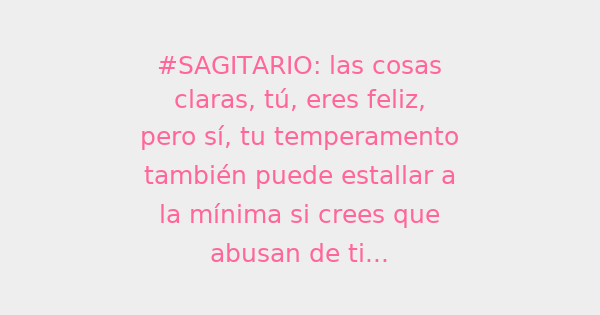 #SAGITARIO: las cosas
claras, tú, eres feliz,
pero sí, tu temperamento
también puede estallar a
la mínima si crees que
abusan de ti...